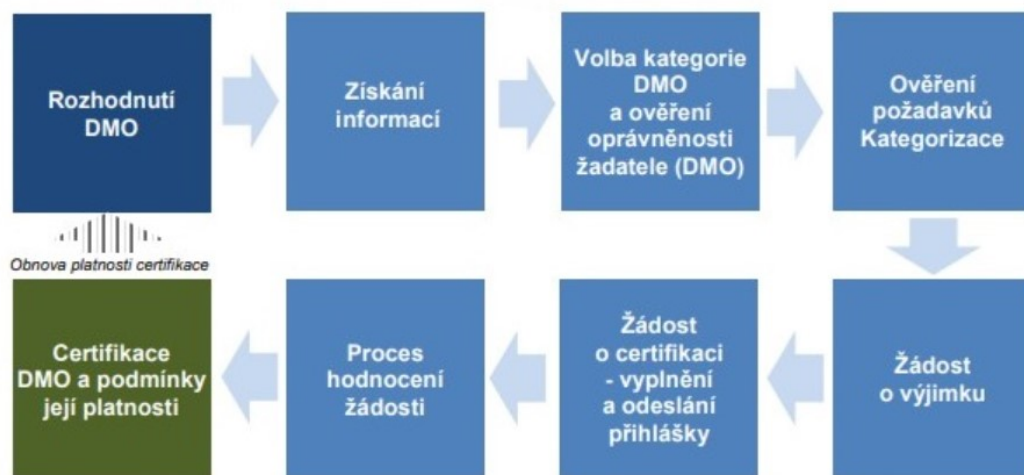 Rozhodnutí
DMO
Získání
informací
Volba kategorie
DMO
a ověření
oprávněnosti
žadatele (DMO)
Ověření
požadavků
Kategorizace
Obnova platnosti certifikace
Žádost
o výjimku
Žádost
o certifikaci
- vyplnění
a odeslání
přihlášky
Proces
hodnocení
žádosti
Certifikace
DMO a podmínky
její platnosti